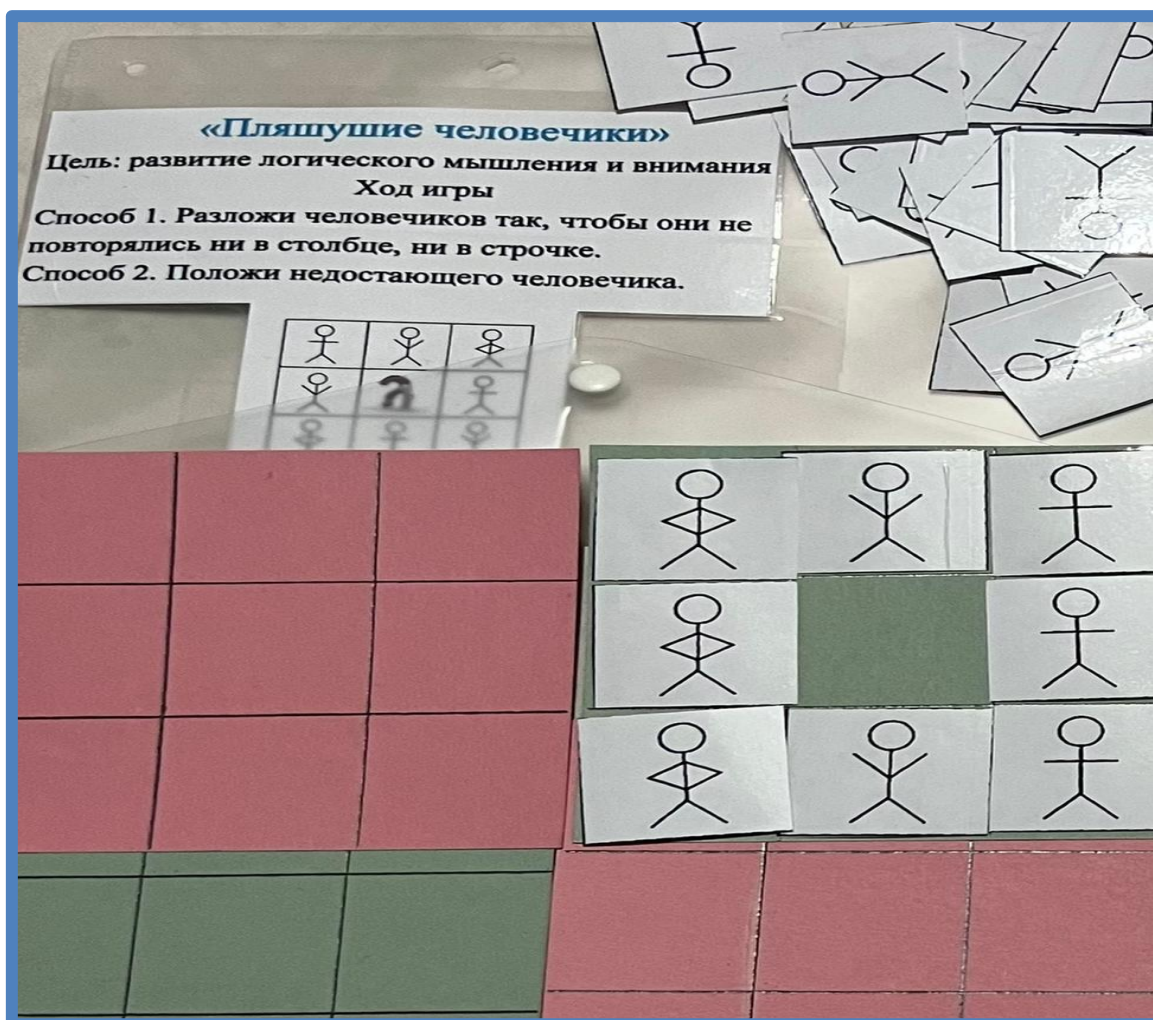 «Пляшушие человечики»
Цель: развитие логического мышления и внимания
Ход игры
Способ 1. Разложи человечиков так, чтобы они не
повторялись ни в столбце, ни в строчке.
Способ 2. Положи недостающего человечика.
?